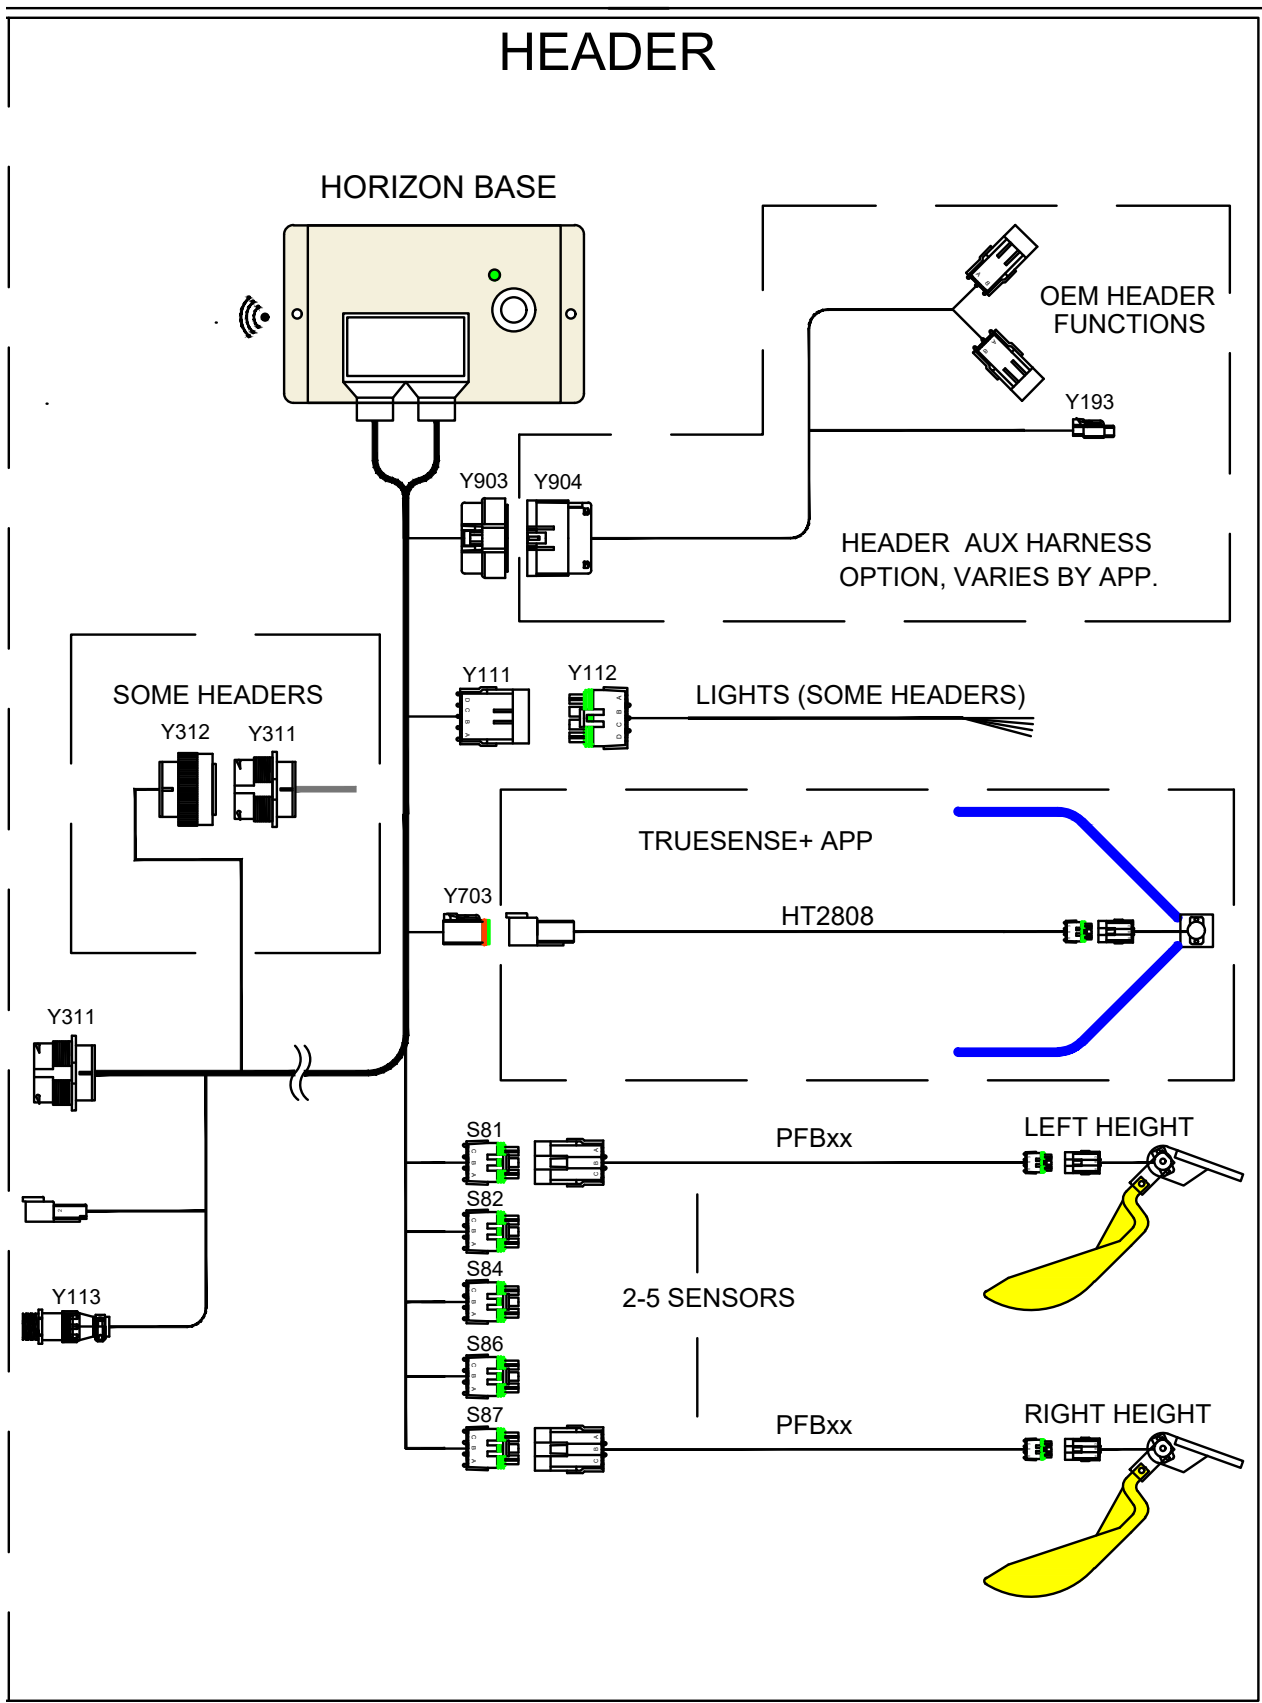 HEADER
HORIZON BASE
OEM HEADER
FUNCTIONS
Y193
Y903
Y904
HEADER AUX HARNESS
OPTION, VARIES BY APP.
SOME HEADERS
Y312
Y311
Y111
Y112
LIGHTS (SOME HEADERS)
TRUESENSE+ APP
Y703
HT2808
Y311
S81
PFBxx
LEFT HEIGHT
S82
S84
2-5 SENSORS
Y113
S86
S87
PFBxx
RIGHT HEIGHT